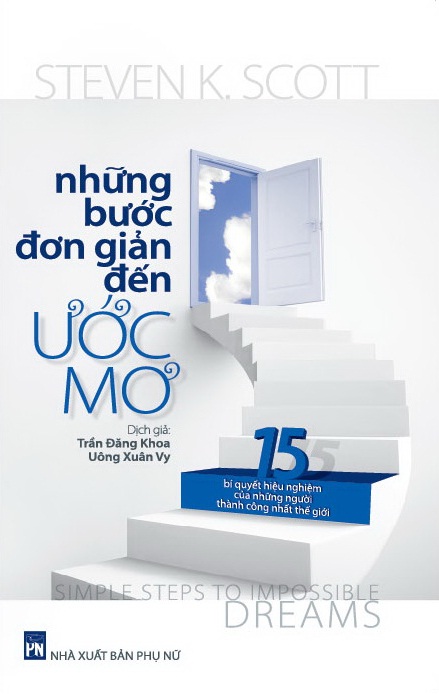 STEVEN K. SCOTT
những
bước
đơn giản
đến
ƯỚC
MƠ
Dịch giả:
Trần Đăng Khoa
Uông Xuân Vy
15
bí quyết hiệu nghiệm
của những người
thành công nhất thế giới
SIMPLE STEPS TO IMPOSSIBLE
DREAMS
PN
NHÀ XUẤT BẢN PHỤ NỮ